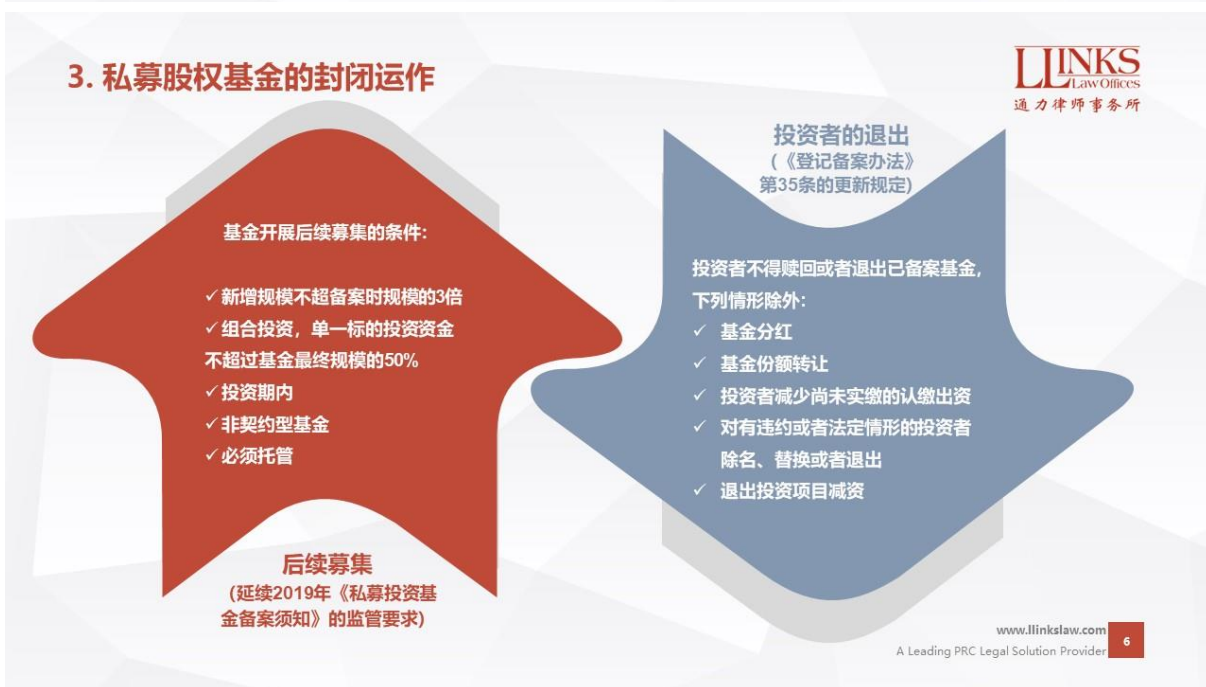 3. 私募股权基金的封闭运作
LLINKS
Law Offices
通力律师事务所
基金开展后续募集的条件:
✓新增规模不超备案时规模的3倍
✓组合投资，单一标的投资资金
不超过基金最终规模的50%
✓投资期内
✓非契约型基金
✓必须托管
后续募集
(延续2019年《私募投资基
金备案须知》的监管要求)
投资者的退出
(《登记备案办法》
第35条的更新规定)
投资者不得赎回或者退出已备案基金,
下列情形除外:
✓ 基金分红
✓ 基金份额转让
✓ 投资者减少尚未实缴的认缴出资
✓ 对有违约或者法定情形的投资者
除名、替换或者退出
✓ 退出投资项目减资
www.llinkslaw.com
A Leading PRC Legal Solution Provider
6